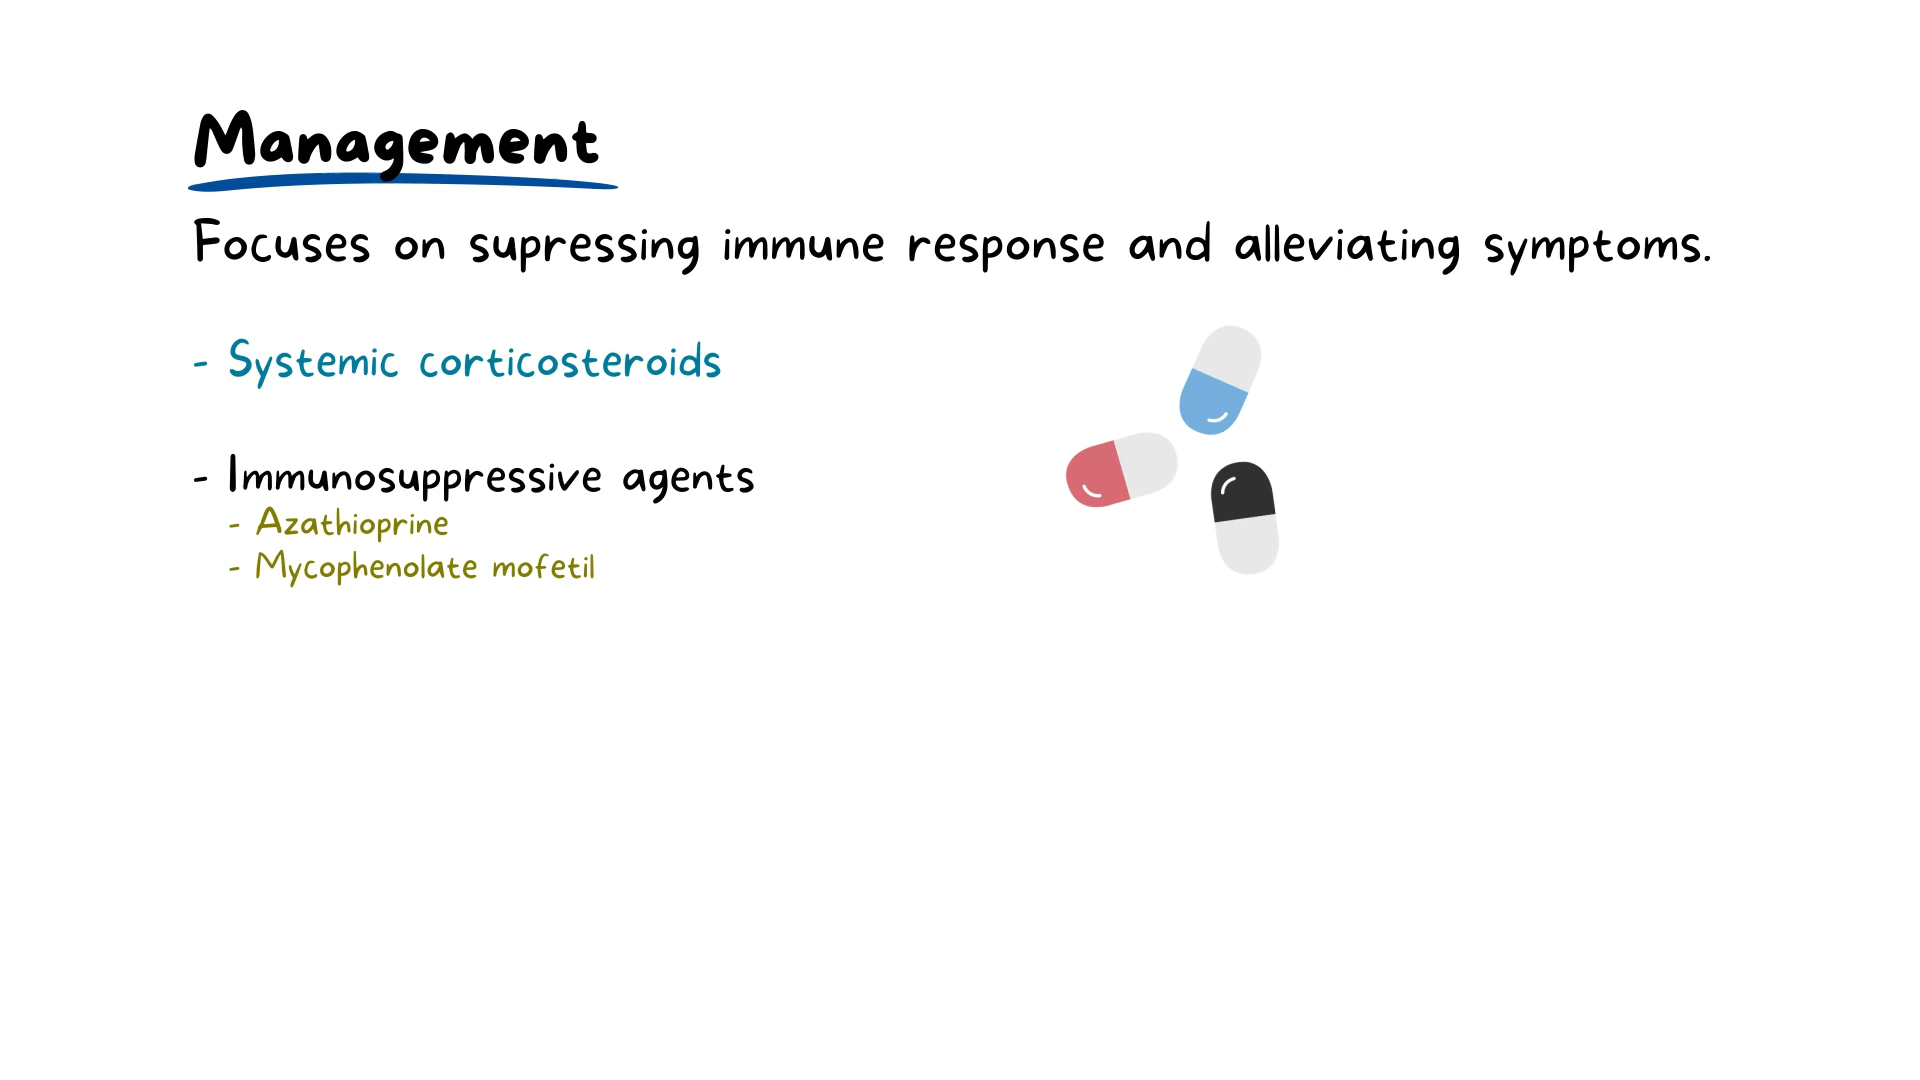 Management
Focuses on supressing immune response and alleviating symptoms.
- Systemic corticosteroids
- Immunosuppressive agents
- Azathioprine
- Mycophenolate mofetil